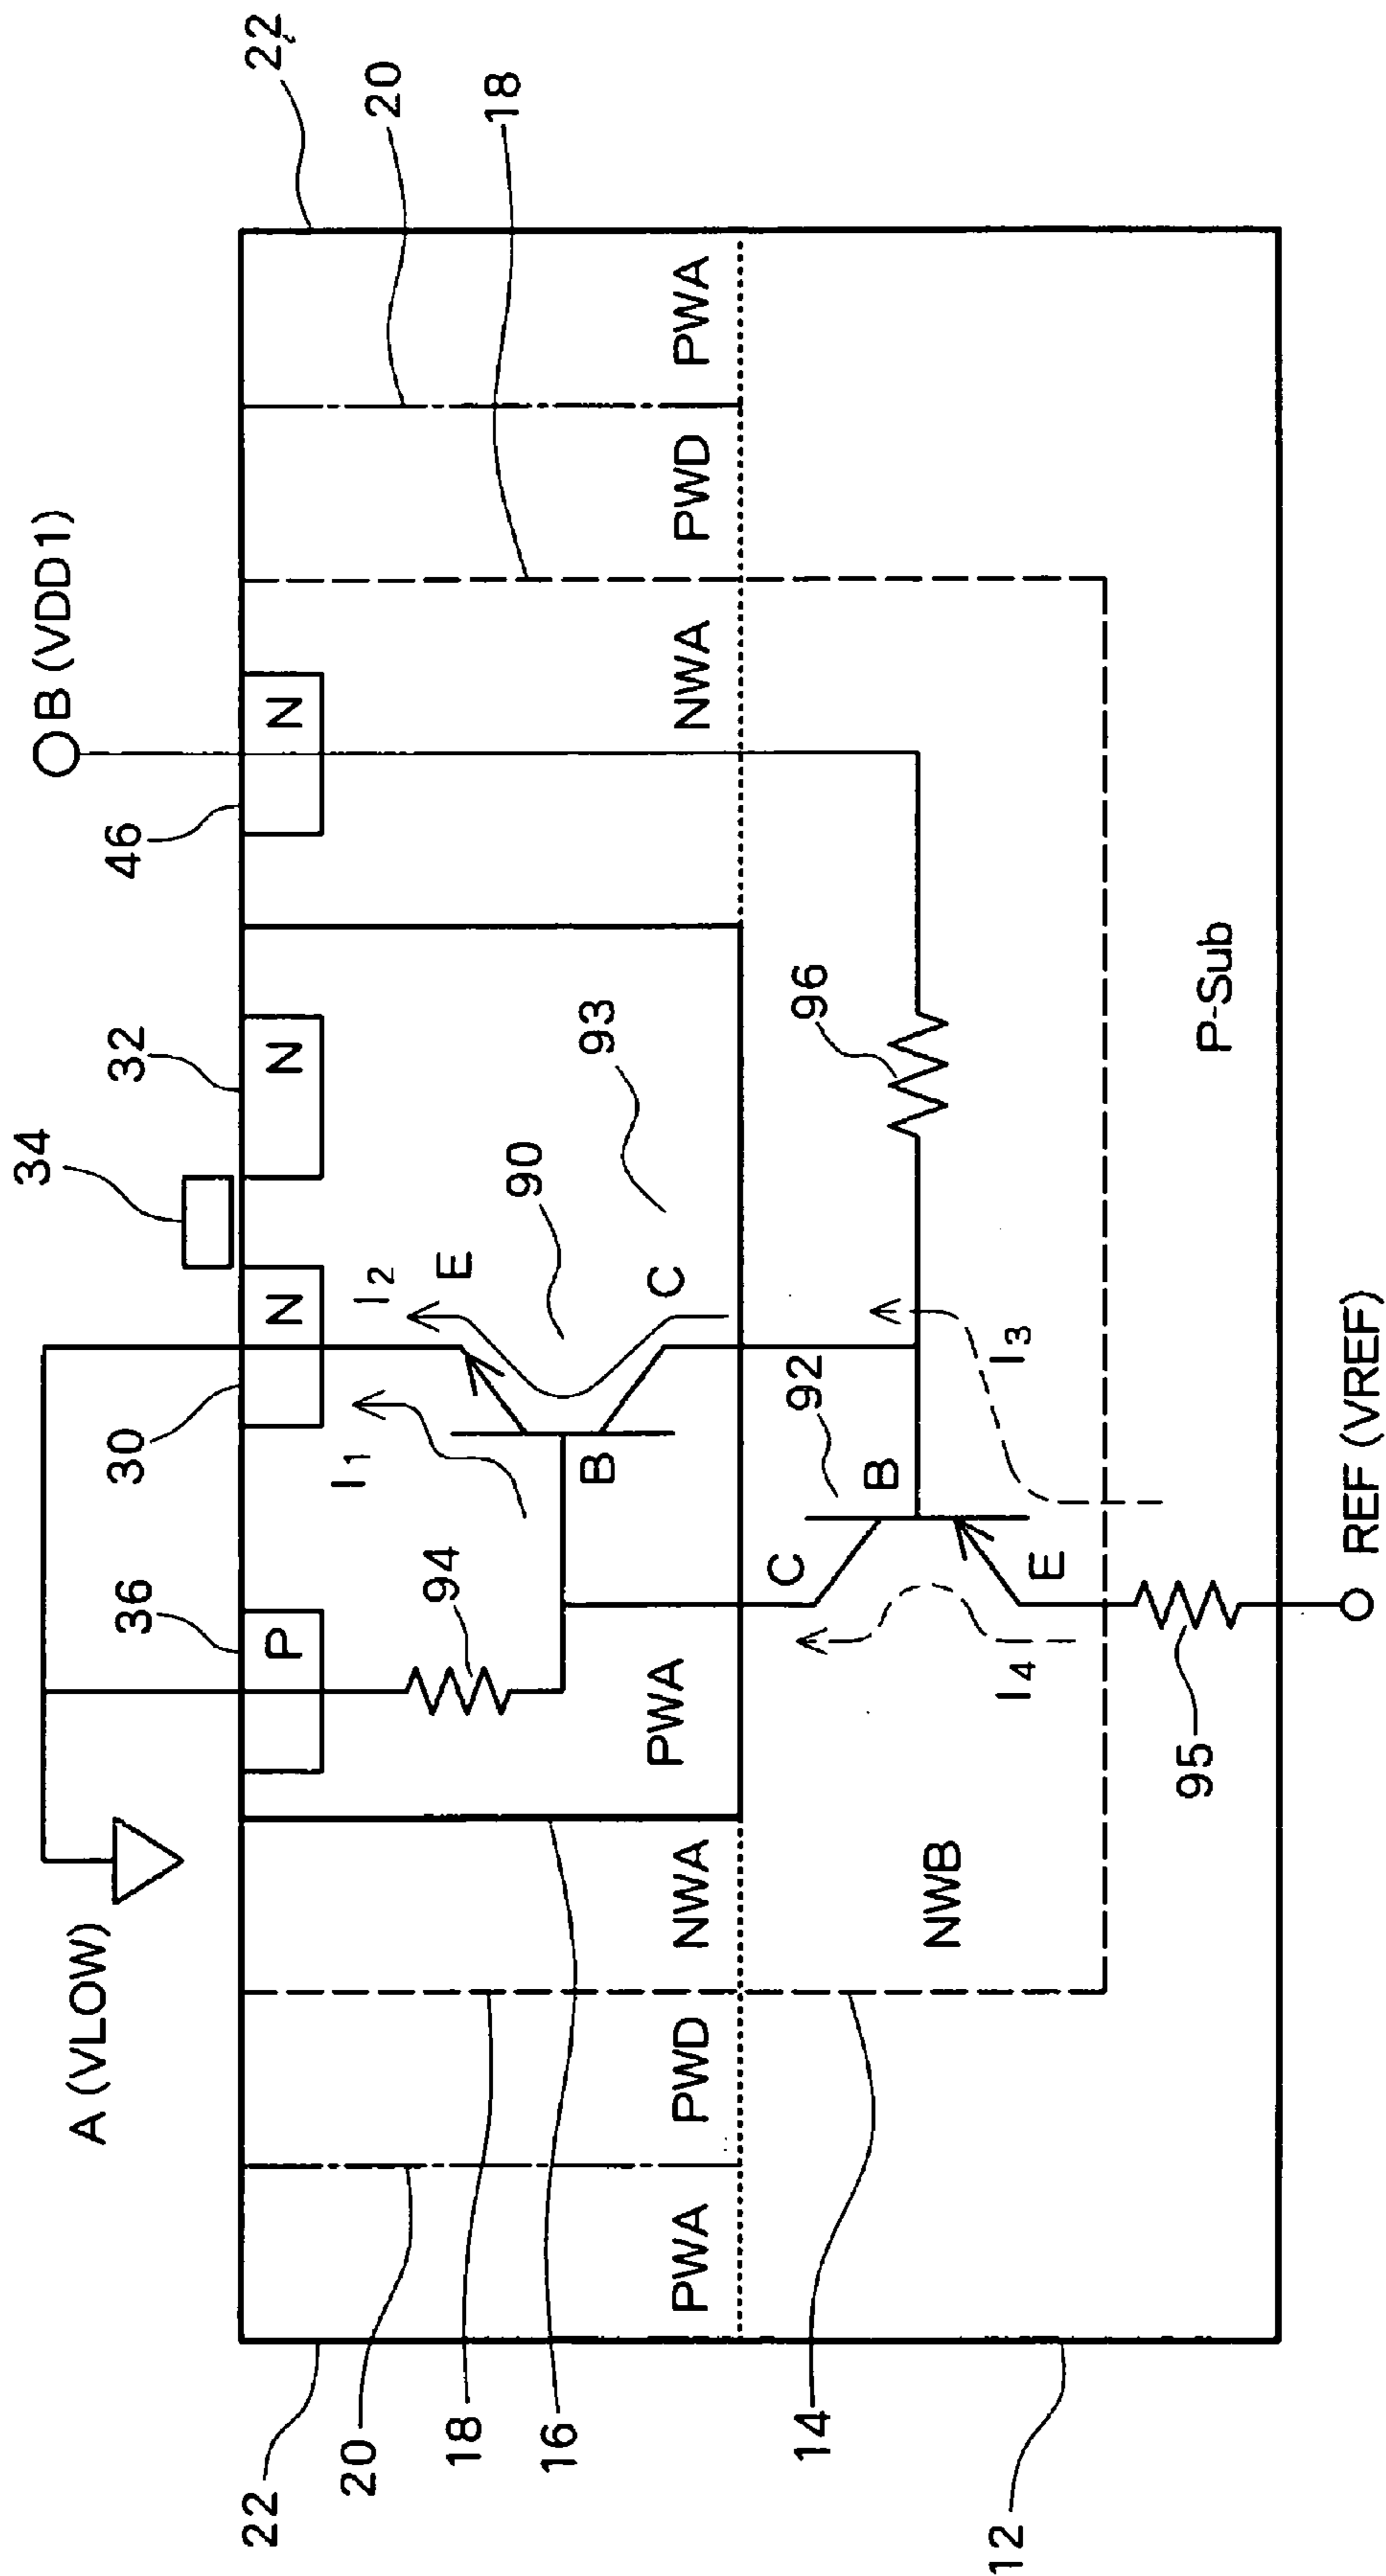 A (VLOW)
B (VDD1)
34
36
30
32
46
22
20
18
P
N
N
N
I1
I2
E
90
94
B
C
93
PWA
PWD
NWA
PWA
NWA
PWD
PWA
22
20
18
16
14
12
C
92
B
96
NWB
E
I3
I4
95
P-Sub
REF (VREF)